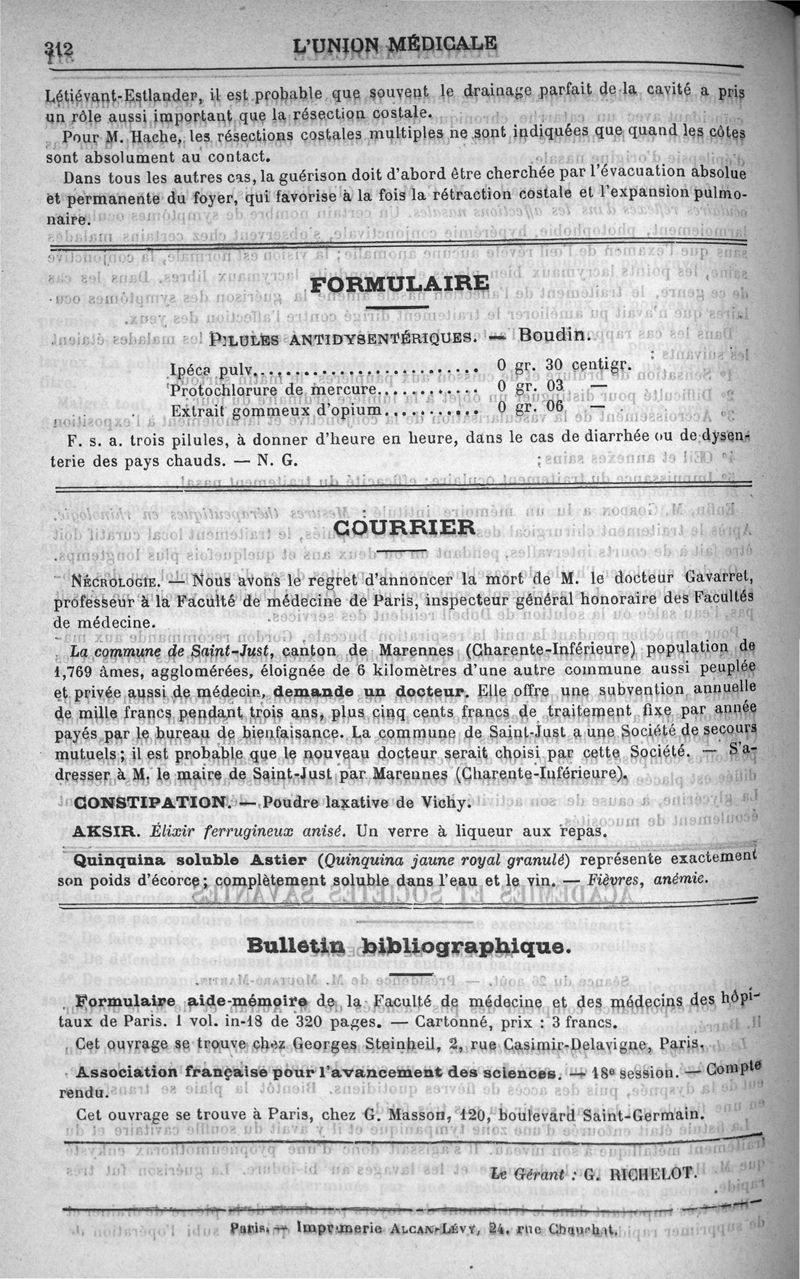 312
L'UNION MÉDICALE
Létiévant-Estlander, il est probable que souvent le drainage parfait de la cavité a pris
un rôle aussi important que la résection costale.
Pour M. Hache, les résections costales multiples ne sont indiquées que quand les côtes
sont absolument au contact.
Dans tous les autres cas, la guérison doit d'abord être cherchée par l'évacuation absolue
et permanente du foyer, qui favorise à la fois la rétraction costale et l'expansion pulmo-
naire.
FORMULAIRE
PILULES ANTIDYSENTÉRIQUES. — Boudin.
Ipéca pulv............................ 0 gr. 30 centigr.
Protochlorure de mercure............. 0 gr. 03 —
Extrait gommeux d'opium............ 0 gr. 06 —
F. s. a. trois pilules, à donner d'heure en heure, dans le cas de diarrhée ou de dysen-
terie des pays chauds. — N. G.
COURRIER
NÉCROLOGIE. — Nous avons le regret d'annoncer la mort de M. le docteur Gavarret,
professeur à la Faculté de médecine de Paris, inspecteur général honoraire des Facultés
de médecine.
La commune de Saint-Just, canton de Marennes (Charente-Inférieure) population de
1,769 âmes, agglomérées, éloignée de 6 kilomètres d'une autre commune aussi peuplée
et privée aussi de médecin, demande un docteur. Elle offre une subvention annuelle
de mille francs pendant trois ans, plus cinq cents francs de traitement fixe par année
payés par le bureau de bienfaisance. La commune de Saint-Just a une Société de secours
mutuels; il est probable que le nouveau docteur serait choisi par cette Société. — S'a-
dresser à M. le maire de Saint-Just par Marennes (Charente-Inférieure).
CONSTIPATION. — Poudre laxative de Vichy.
AKSIR. Élixir ferrugineux anisé. Un verre à liqueur aux repas.
Quinquina soluble Astier (Quinquina jaune royal granulé) représente exactement
son poids d'écorce; complètement soluble dans l'eau et le vin. — Fièvres, anémie.
Bulletin bibliographique.
Formulaire aide-mémoire de la Faculté de médecine et des médecins des hôpi-
taux de Paris. 1 vol. in-18 de 320 pages. — Cartonné, prix : 3 francs.
Cet ouvrage se trouve chez Georges Steinheil, 2, rue Casimir-Delavigne, Paris.
Association française pour l'avancement des sciences. — 18e session. — Compte
rendu.
Cet ouvrage se trouve à Paris, chez G. Masson, 120, boulevard Saint-Germain.
Le Gérant : G. RICHELOT.
Paris. — Imprimerie ALCAN-LÉVY, 24, rue Chauchat.